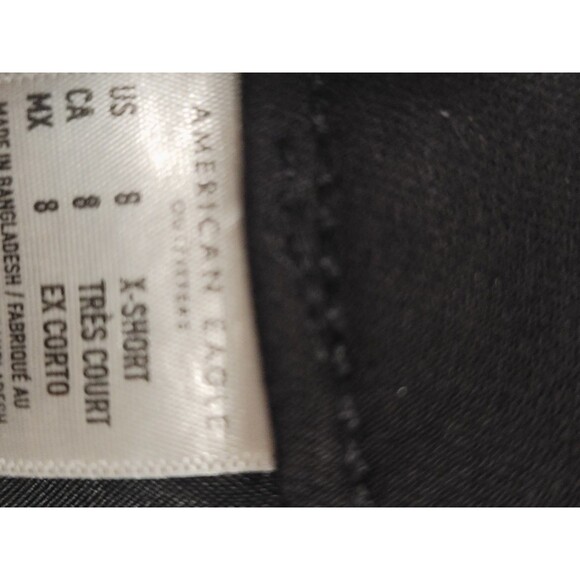 AMERICAN EAGLE
OUTFITTERS
US 8 X-SHORT
CA 8 TRÈS COURT
MX 8 EX CORTO
MADE IN BANGLADESH / FABRIQUÉ AU